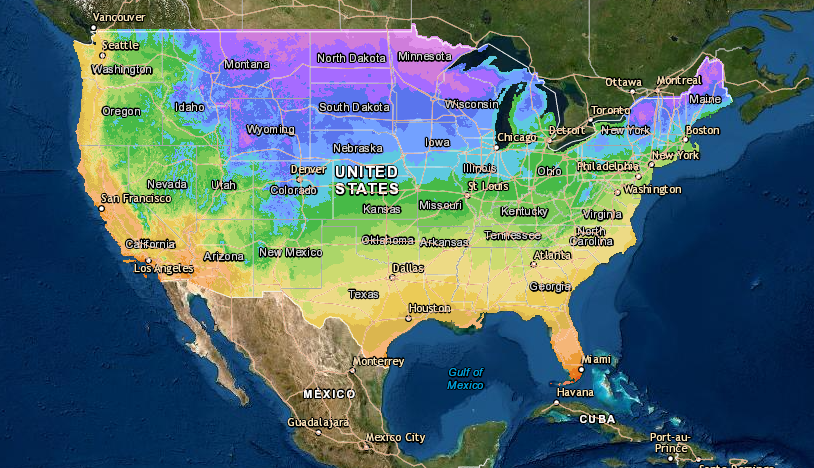 Vancouver
Seattle
Washington
Montana
North Dakota
Minnesota
Ottawa
Montreal
Oregon
Idaho
South Dakota
Wisconsin
Toronto
Maine
Wyoming
Nebraska
Iowa
Chicago
Detroit
New York
Boston
Nevada
Utah
Denver
Colorado
UNITED
STATES
Illinois
Ohio
Philadelphia
New York
San Francisco
Kansas
Missouri
St Louis
Kentucky
Virginia
Washington
California
Los Angeles
Arizona
New Mexico
Oklahoma
Arkansas
Tennessee
North
Carolina
Dallas
Atlanta
Texas
Georgia
Houston
Monterrey
Gulf of
Mexico
Miami
MÉXICO
Havana
CUBA
Guadalajara
Mexico City
Port-au-
Prince